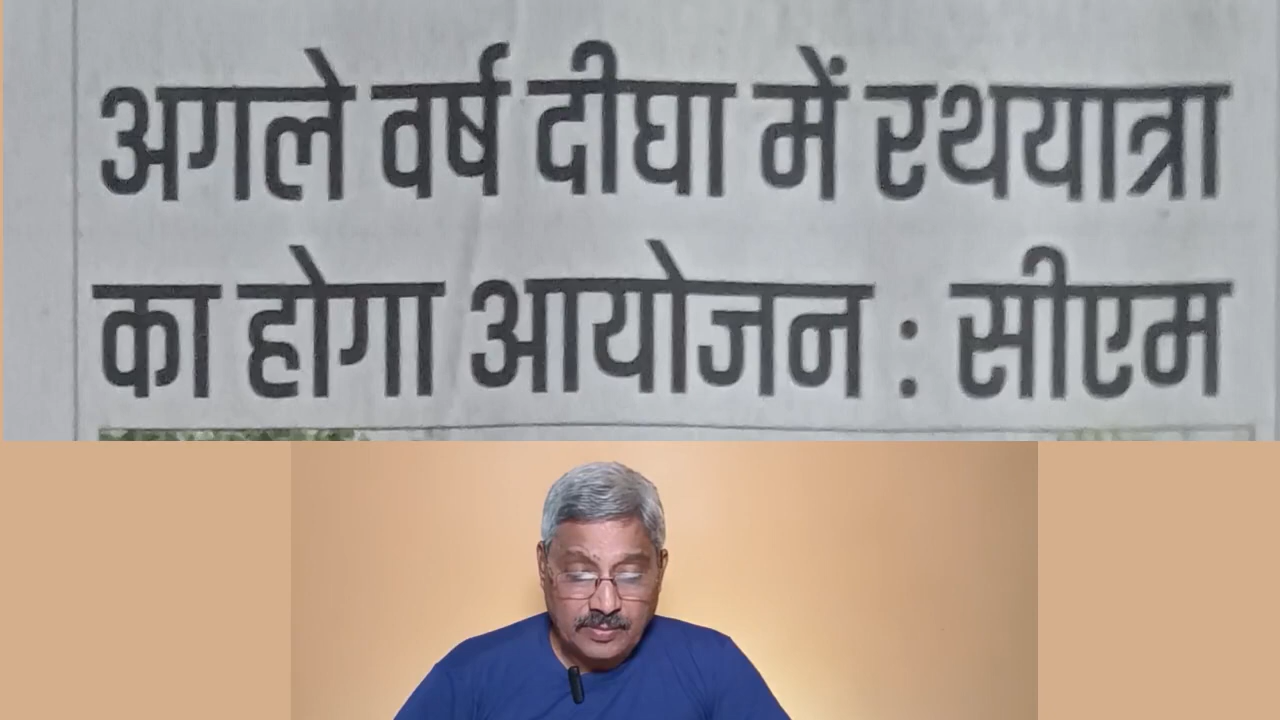 अगले वर्ष दीघा में रथयात्रा
का होगा आयोजन : सीएम